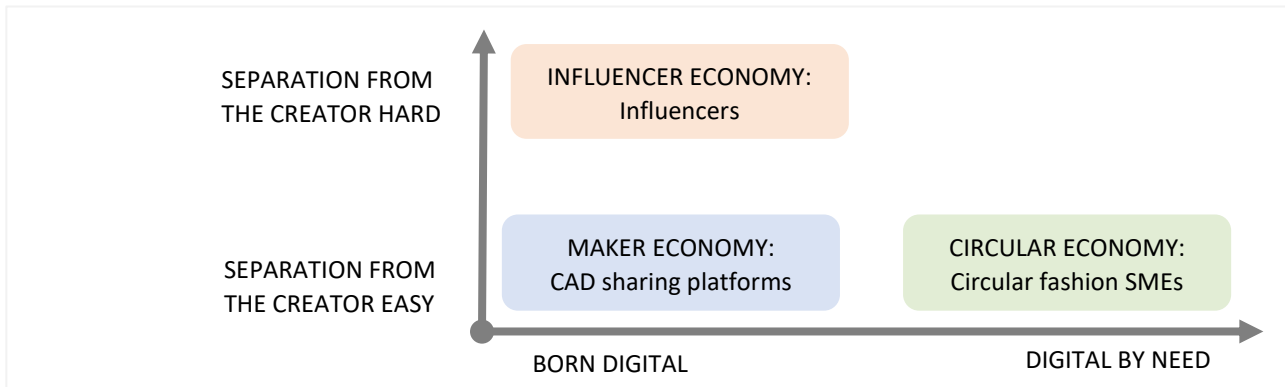 SEPARATION FROM
THE CREATOR HARD
INFLUENCER ECONOMY:
Influencers
SEPARATION FROM
THE CREATOR EASY
MAKER ECONOMY:
CAD sharing platforms
CIRCULAR ECONOMY:
Circular fashion SMEs
BORN DIGITAL
DIGITAL BY NEED